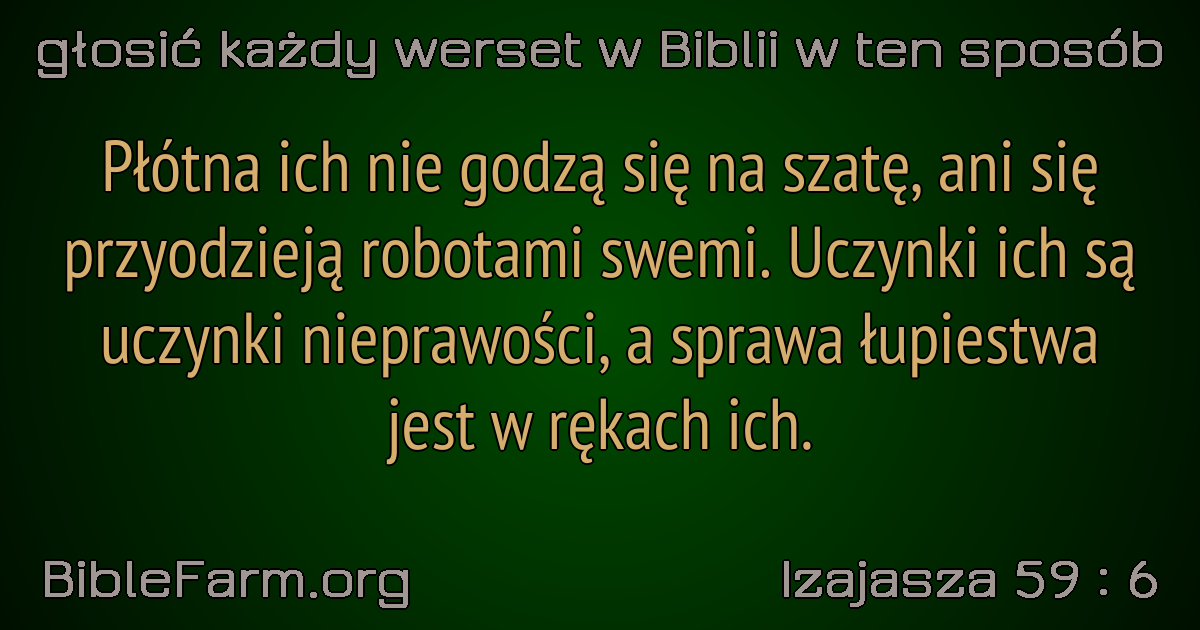 głosić każdy werset w Biblii w ten sposób
Płótna ich nie godzą się na szatę, ani się
przyodzieją robotami swemi. Uczynki ich są
uczynki nieprawości, a sprawa łupiestwa
jest w rękach ich.
BibleFarm.org
Izajasza 59 : 6